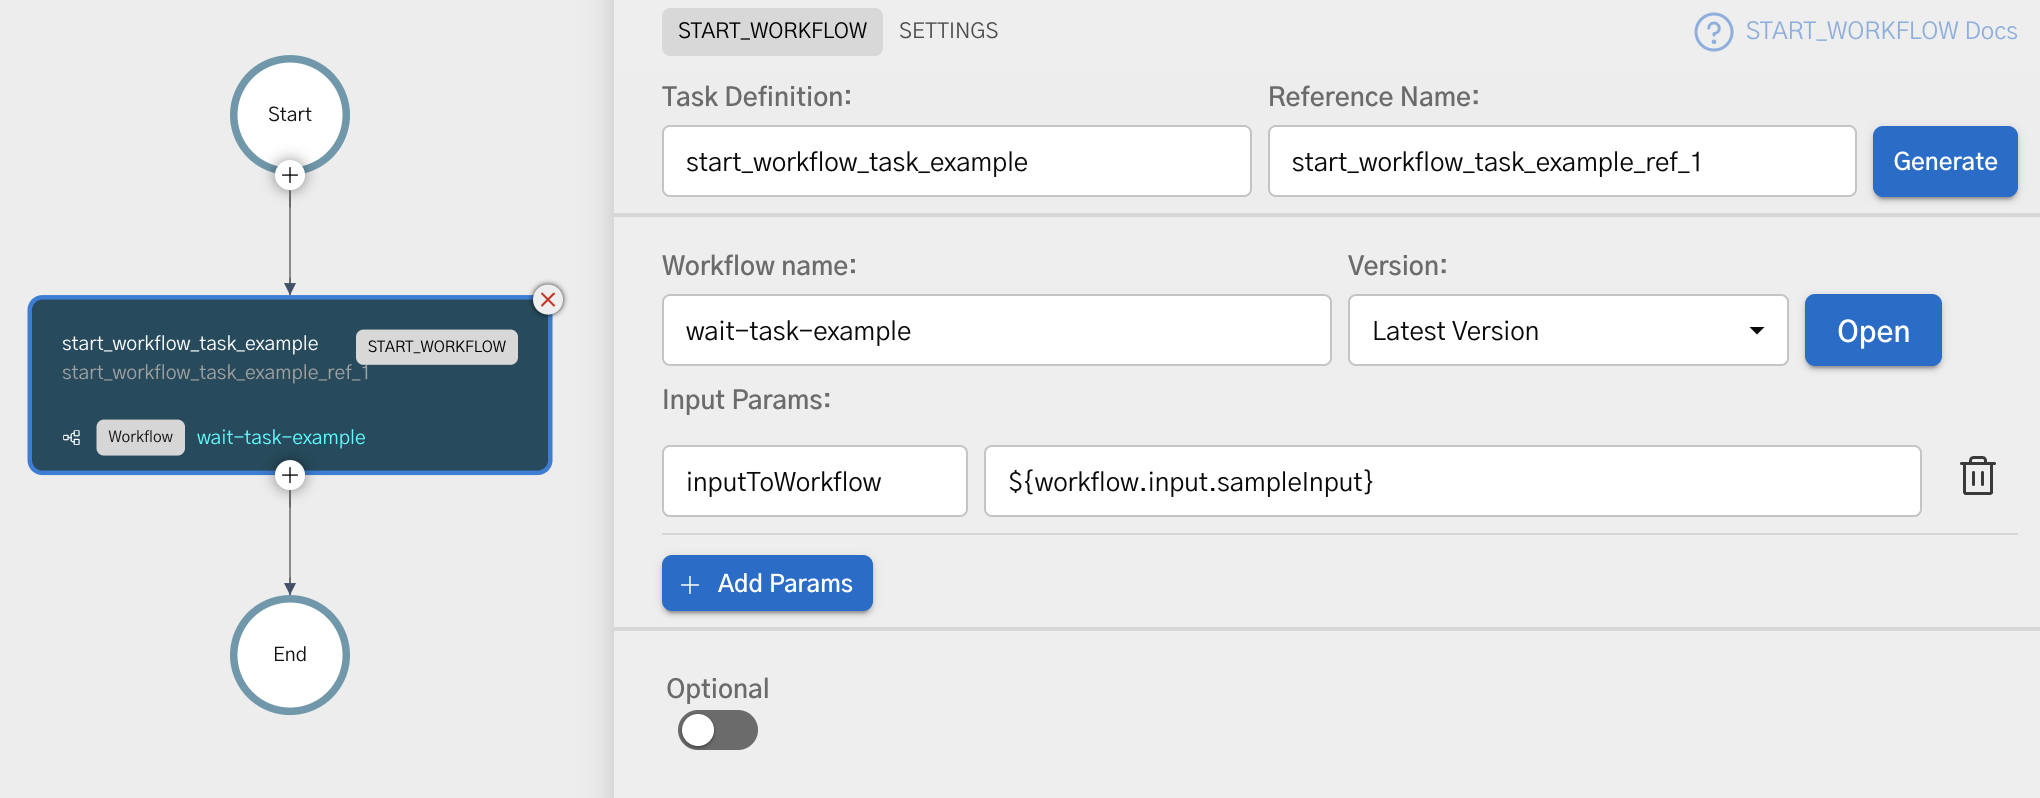 Start
start_workflow_task_example
START_WORKFLOW
start_workflow_task_example_ref_1
Workflow wait-task-example
End
START_WORKFLOW SETTINGS
START_WORKFLOW Docs
Task Definition:
Reference Name:
start_workflow_task_example
start_workflow_task_example_ref_1
Generate
Workflow name:
Version:
wait-task-example
Latest Version
Open
Input Params:
inputToWorkflow
${workflow.input.sampleInput}
+ Add Params
Optional